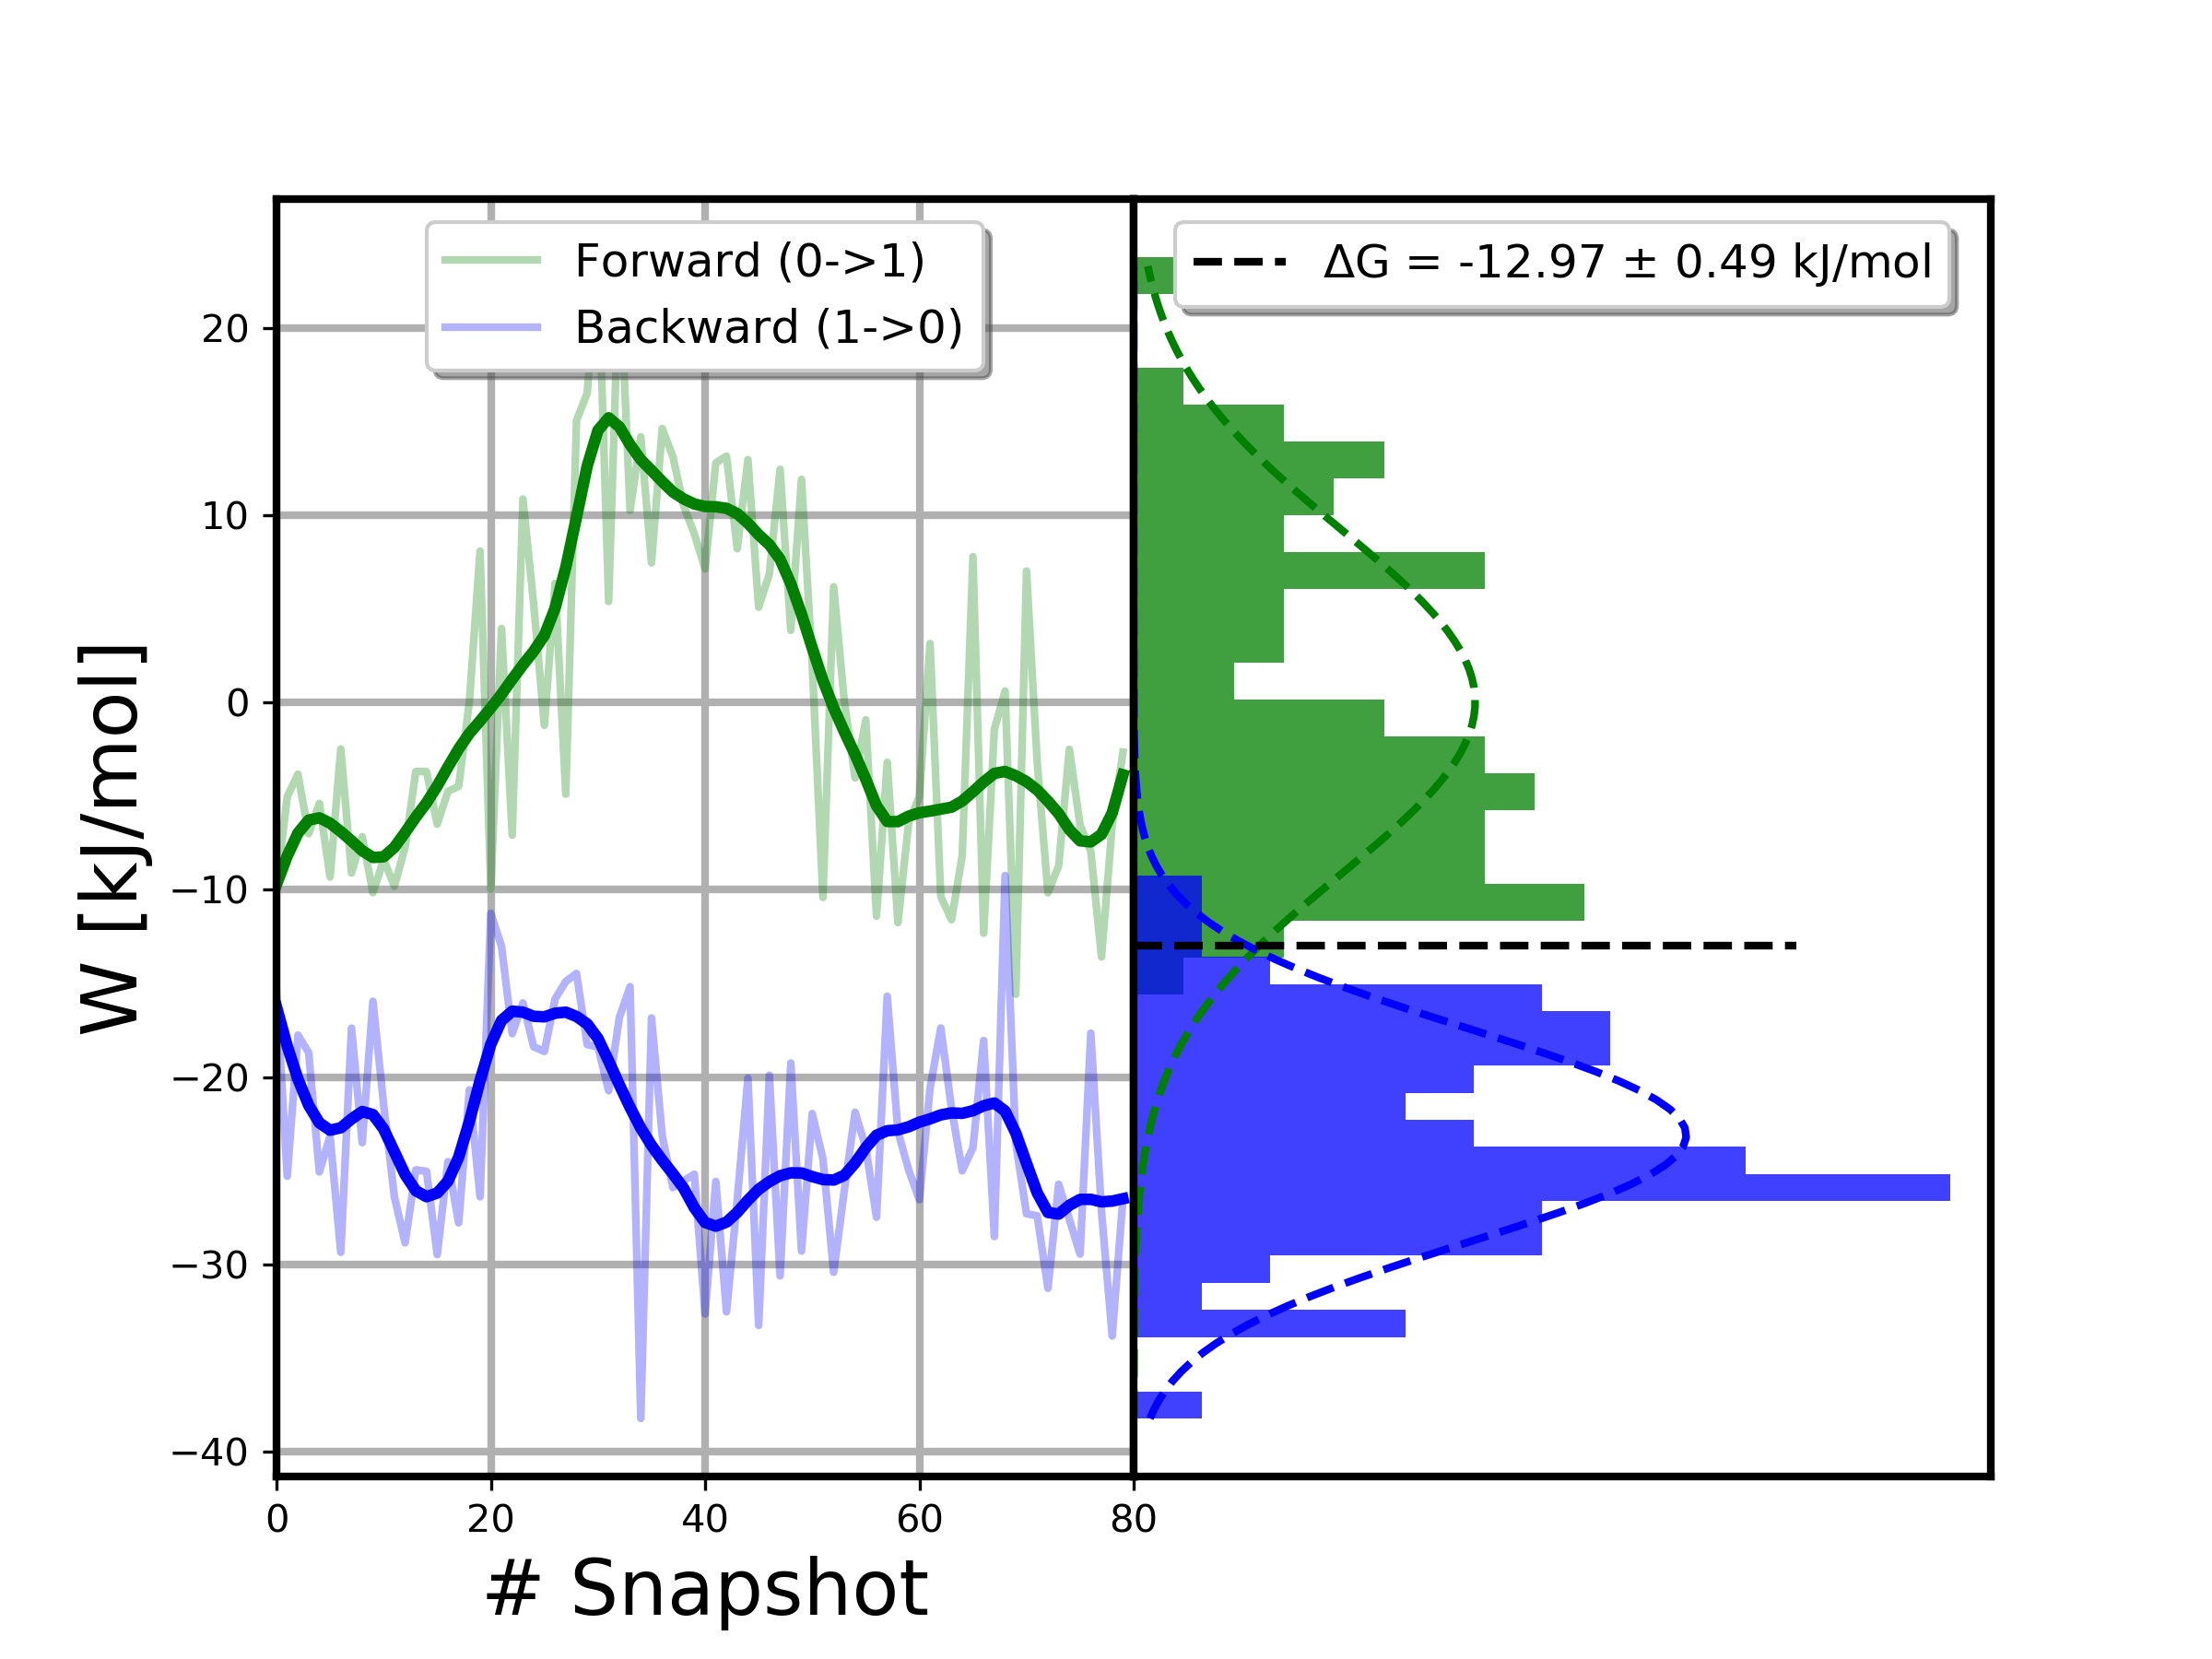 Forward (0->1)
Backward (1->0)
ΔG = -12.97 ± 0.49 kJ/mol
W [kJ/mol]
20
10
0
−10
−20
−30
−40
0 20 40 60 80
# Snapshot